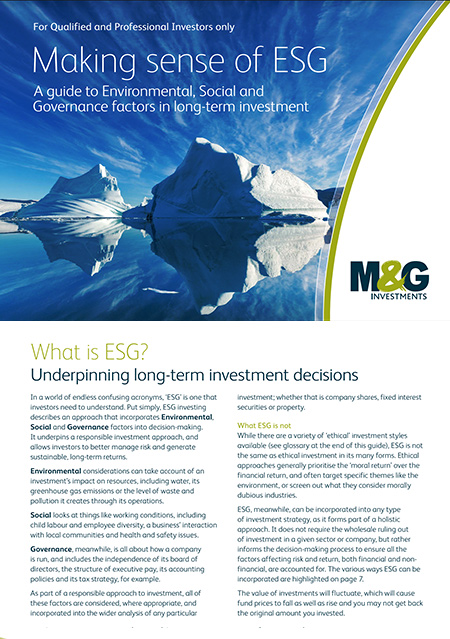 For Qualified and Professional Investors only
Making sense of ESG
A guide to Environmental, Social and
Governance factors in long-term investment
M&G
INVESTMENTS
What is ESG?
Underpinning long-term investment decisions
In a world of endless confusing acronyms, ‘ESG’ is one that
investors need to understand. Put simply, ESG investing
describes an approach that incorporates Environmental,
Social and Governance factors into decision-making.
It underpins a responsible investment approach, and
allows investors to better manage risk and generate
sustainable, long-term returns.
Environmental considerations can take account of an
investment’s impact on resources, including water, its
greenhouse gas emissions or the level of waste and
pollution it creates through its operations.
Social looks at things like working conditions, including
child labour and employee diversity, a business’ interaction
with local communities and health and safety issues.
Governance, meanwhile, is all about how a company
is run, and includes the independence of its board of
directors, the structure of executive pay, its accounting
policies and its tax strategy, for example.
As part of a responsible approach to investment, all of
these factors are considered, where appropriate, and
incorporated into the wider analysis of any particular
investment; whether that is company shares, fixed interest
securities or property.
What ESG is not
While there are a variety of ‘ethical’ investment styles
available (see glossary at the end of this guide), ESG is not
the same as ethical investment in its many forms. Ethical
approaches generally prioritise the ‘moral return’ over the
financial return, and often target specific themes like the
environment, or screen out what they consider morally
dubious industries.
ESG, meanwhile, can be incorporated into any type
of investment strategy, as it forms part of a holistic
approach. It does not require the wholesale ruling out
of investment in a given sector or company, but rather
informs the decision-making process to ensure all the
factors affecting risk and return, both financial and non-
financial, are accounted for. The various ways ESG can be
incorporated are highlighted on page 7.
The value of investments will fluctuate, which will cause
fund prices to fall as well as rise and you may not get back
the original amount you invested.